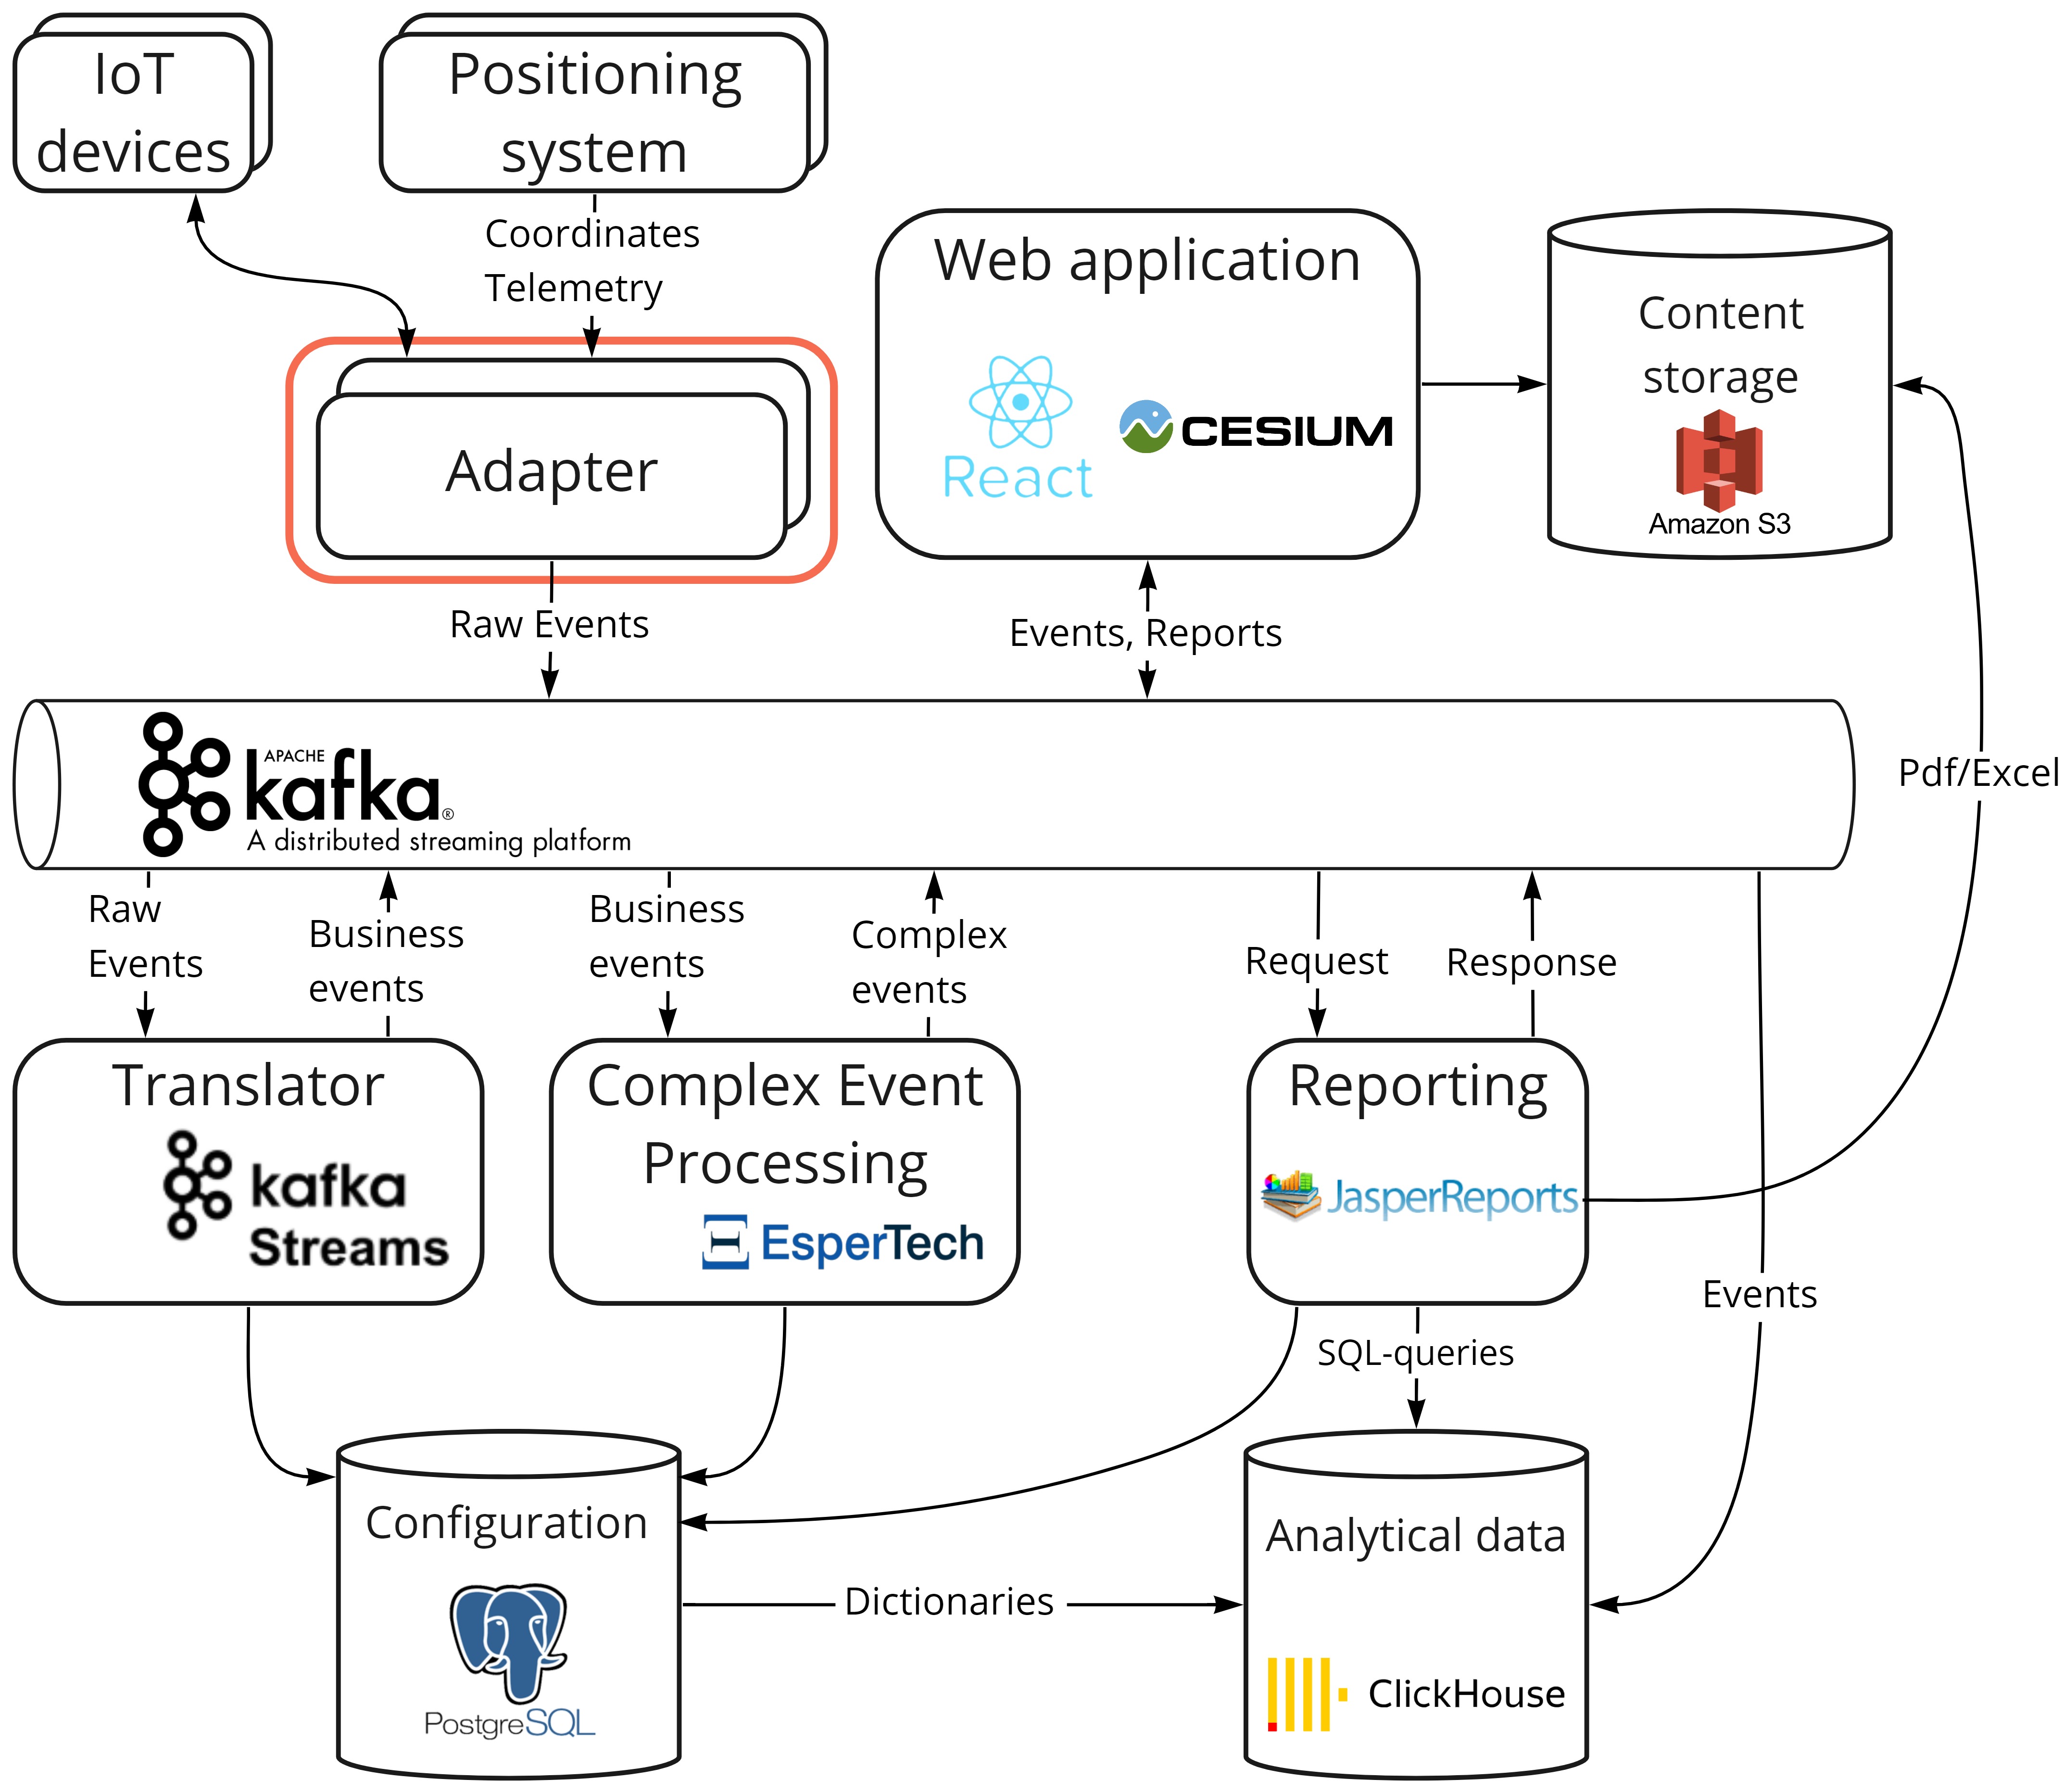 IoT
devices
Positioning
system
Coordinates
Telemetry
Web application
React
CESIUM
Content
storage
Amazon S3
Adapter
Raw Events
Events, Reports
APACHE
kafka®
A distributed streaming platform
Pdf/Excel
Raw
Events
Business
events
Business
events
Complex
events
Request
Response
Translator
kafka
Streams
Complex Event
Processing
EsperTech
Reporting
JasperReports
Events
SQL-queries
Configuration
PostgreSQL
Dictionaries
Analytical data
ClickHouse